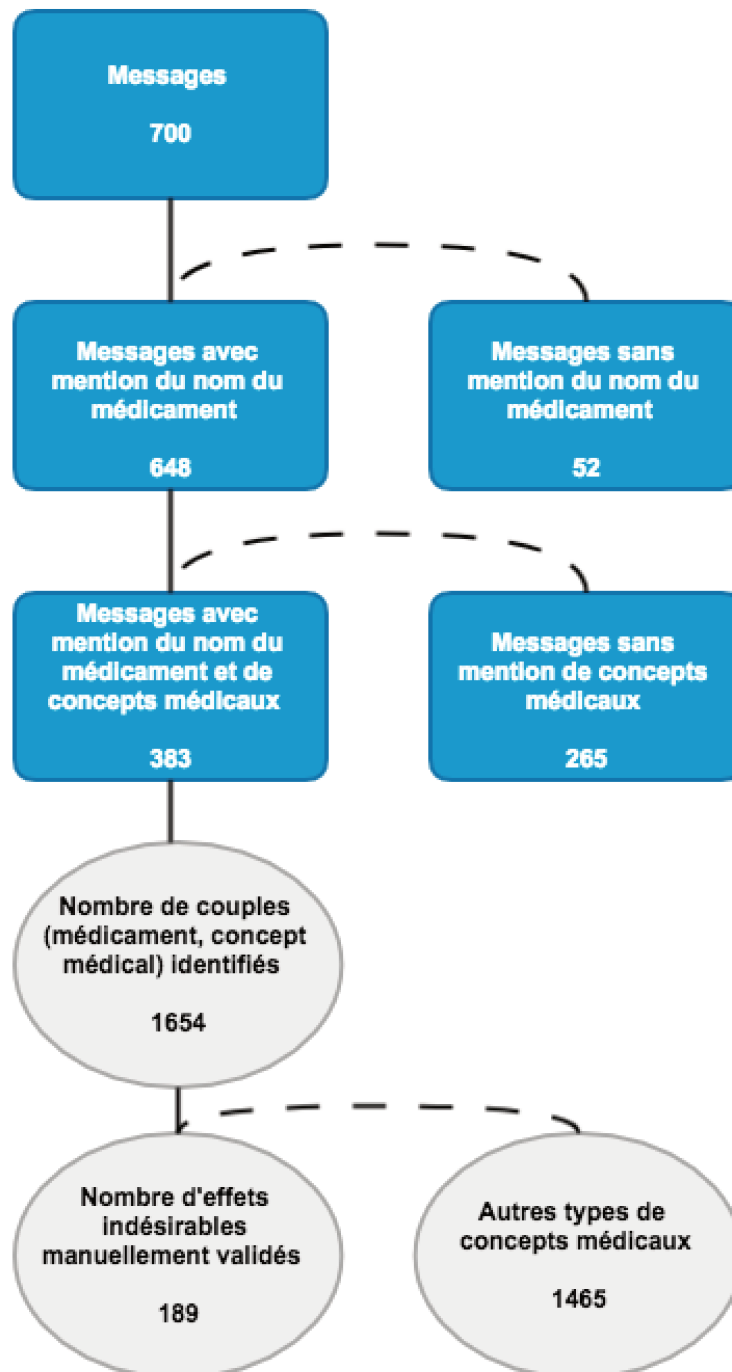 Messages
700
Messages avec
mention du nom du
médicament
648
Messages sans
mention du nom du
médicament
52
Messages avec
mention du nom du
médicament et de
concepts médicaux
383
Messages sans
mention de concepts
médicaux
265
Nombre de couples
(médicament, concept
médical) identifiés
1654
Nombre d'effets
indésirables
manuellement validés
189
Autres types de
concepts médicaux
1465